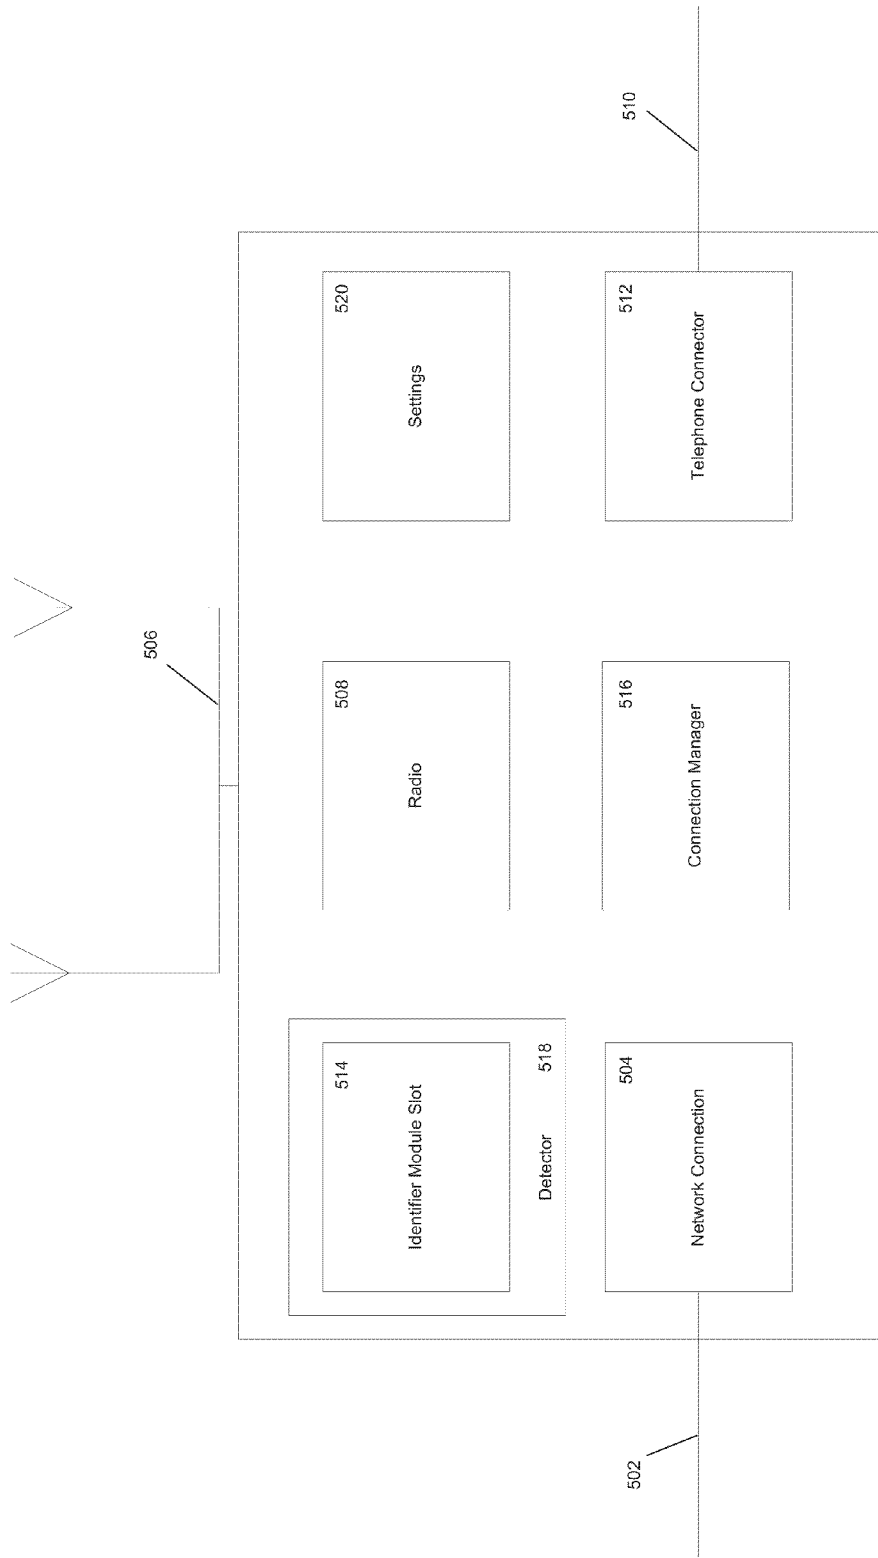 506
514
Identifier Module Slot
Detector
518
508
Radio
520
Settings
504
Network Connection
516
Connection Manager
512
Telephone Connector
502
510